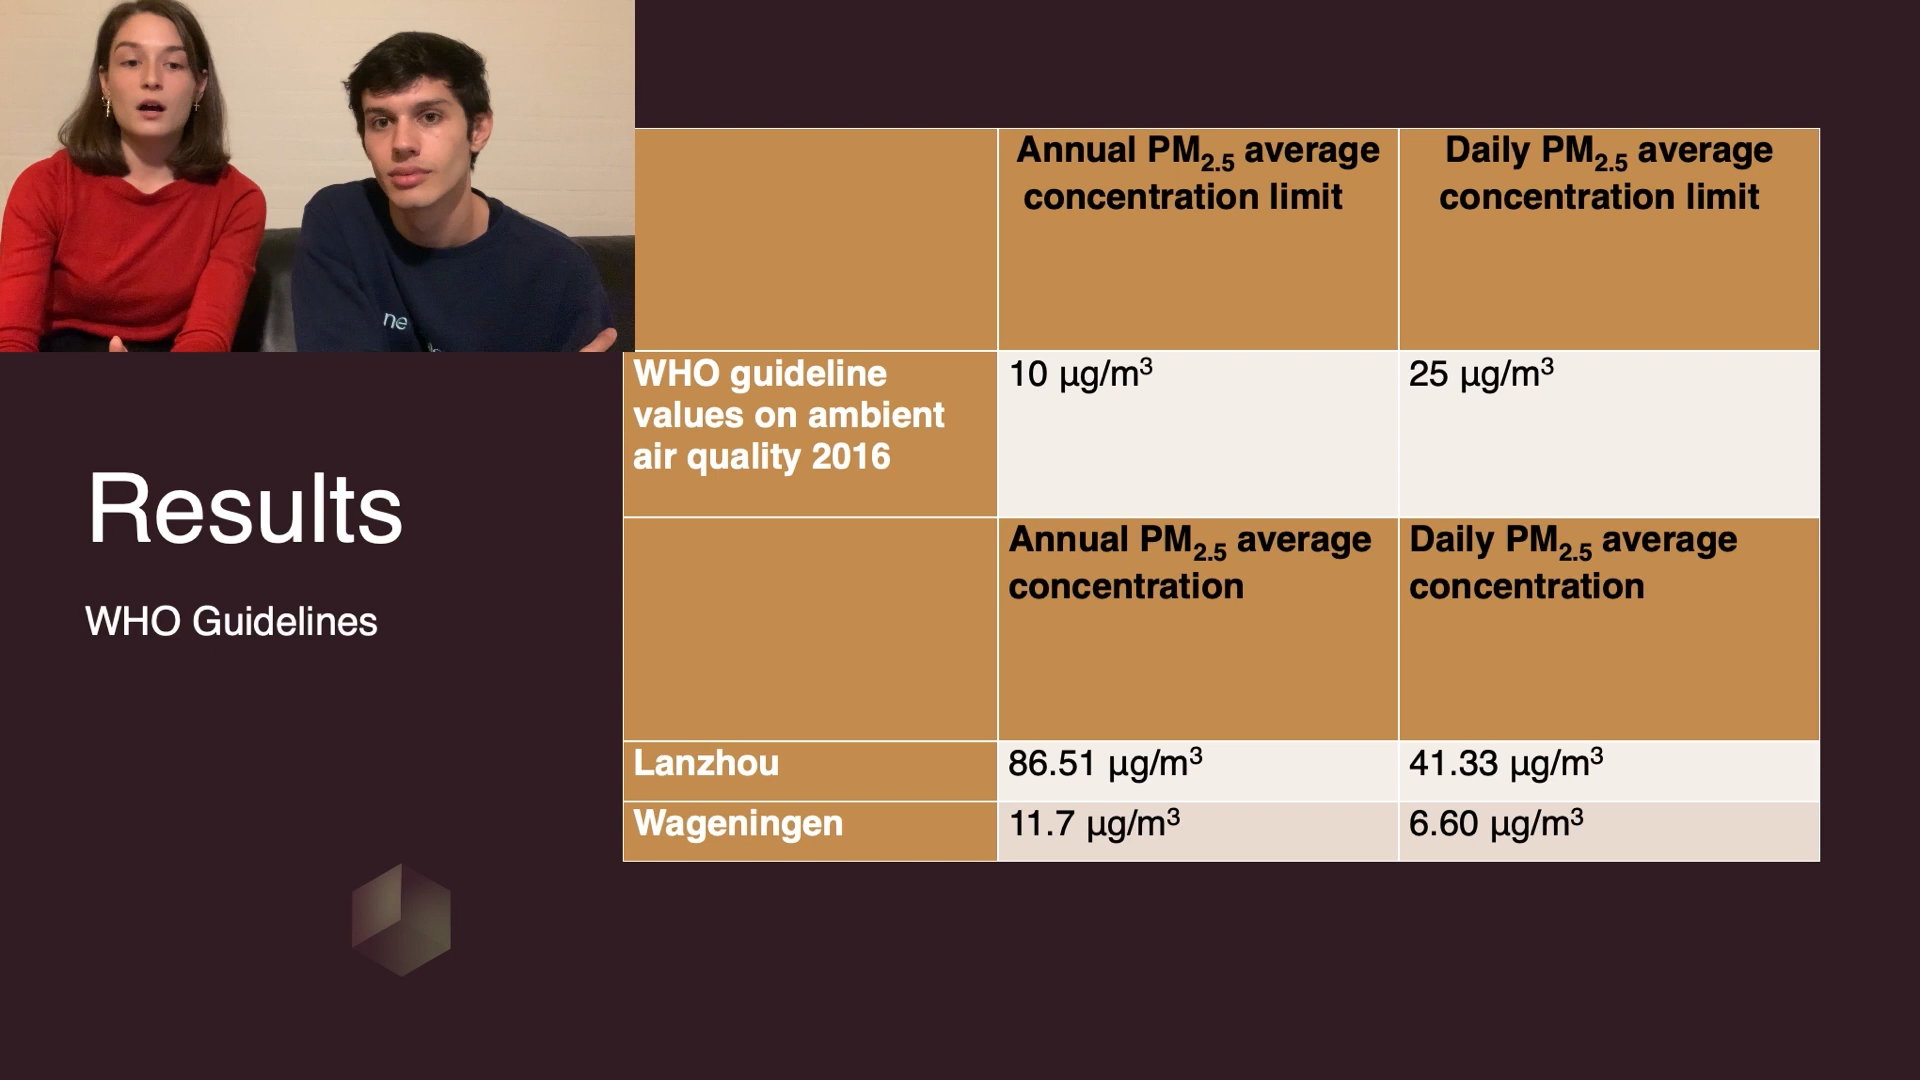 ne
Annual PM2.5 average
concentration limit
Daily PM2.5 average
concentration limit
WHO guideline
values on ambient
air quality 2016
10 µg/m³
25 µg/m³
Results
WHO Guidelines
Annual PM2.5 average
concentration
Daily PM2.5 average
concentration
Lanzhou
86.51 µg/m³
41.33 µg/m³
Wageningen
11.7 µg/m³
6.60 µg/m³